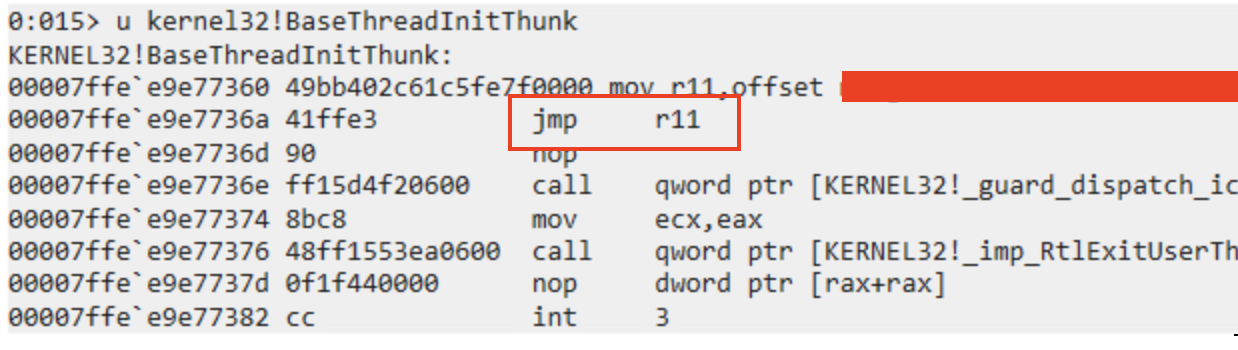 0:015> u kernel32!BaseThreadInitThunk
KERNEL32!BaseThreadInitThunk:
00007ffe`e9e77360 49bb402c61c5fe7f0000 mov r11,offset
00007ffe`e9e7736a 41ffe3 jmp r11
00007ffe`e9e7736d 90 nop
00007ffe`e9e7736e ff15d4f20600 call qword ptr [KERNEL32!_guard_dispatch_ic
00007ffe`e9e77374 8bc8 mov ecx,eax
00007ffe`e9e77376 48ff1553ea0600 call qword ptr [KERNEL32!_imp_RtlExitUserTh
00007ffe`e9e7737d 0f1f440000 nop dword ptr [rax+rax]
00007ffe`e9e77382 cc int 3